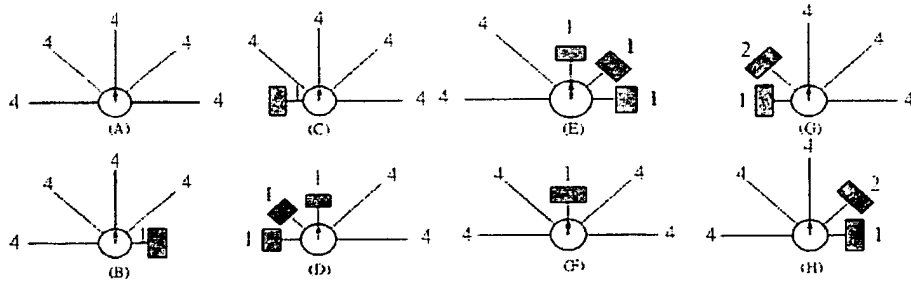 4 4 4 1 1 2 4
4 4 4 4 4
4 4 1 4 4 1 1 4
(A) (C) (E) (G)
4 4 1 1 4
4 4 1 4 4 4 4 2
4 1 1 4 4 4 4 1
(B) (D) (F) (H)